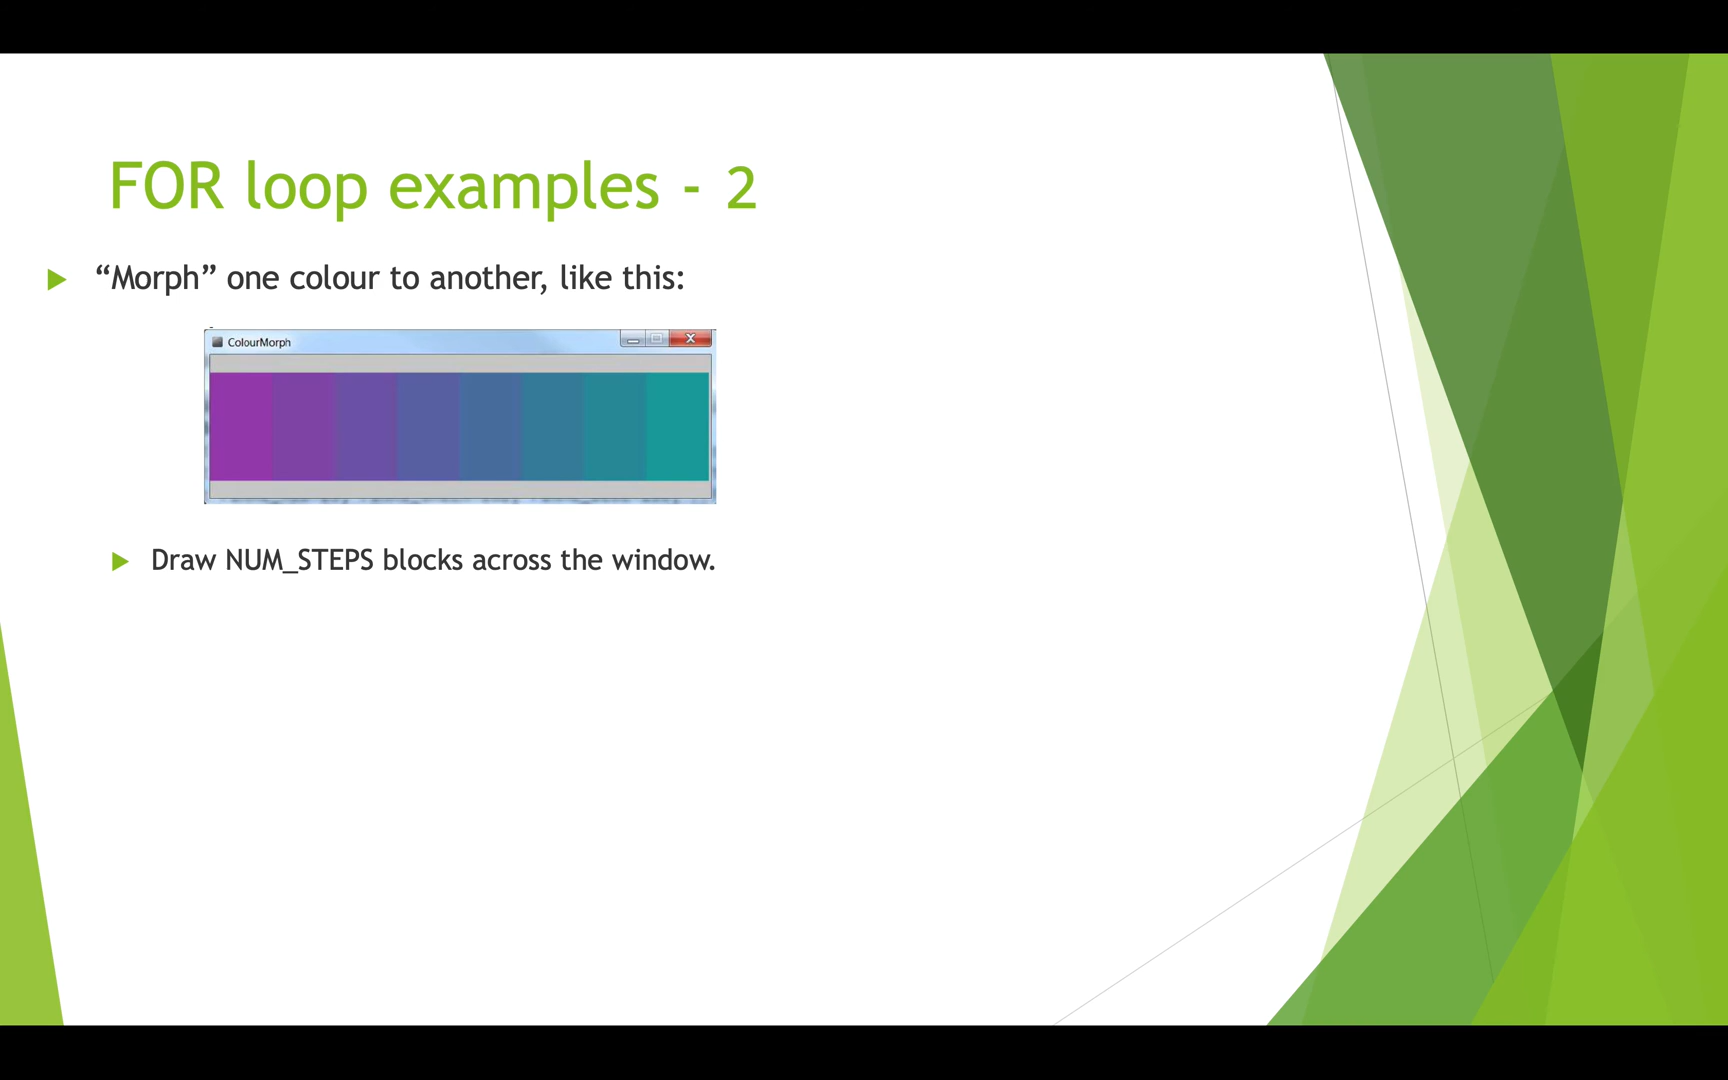 FOR loop examples - 2
“Morph” one colour to another, like this:
ColourMorph
Draw NUM_STEPS blocks across the window.